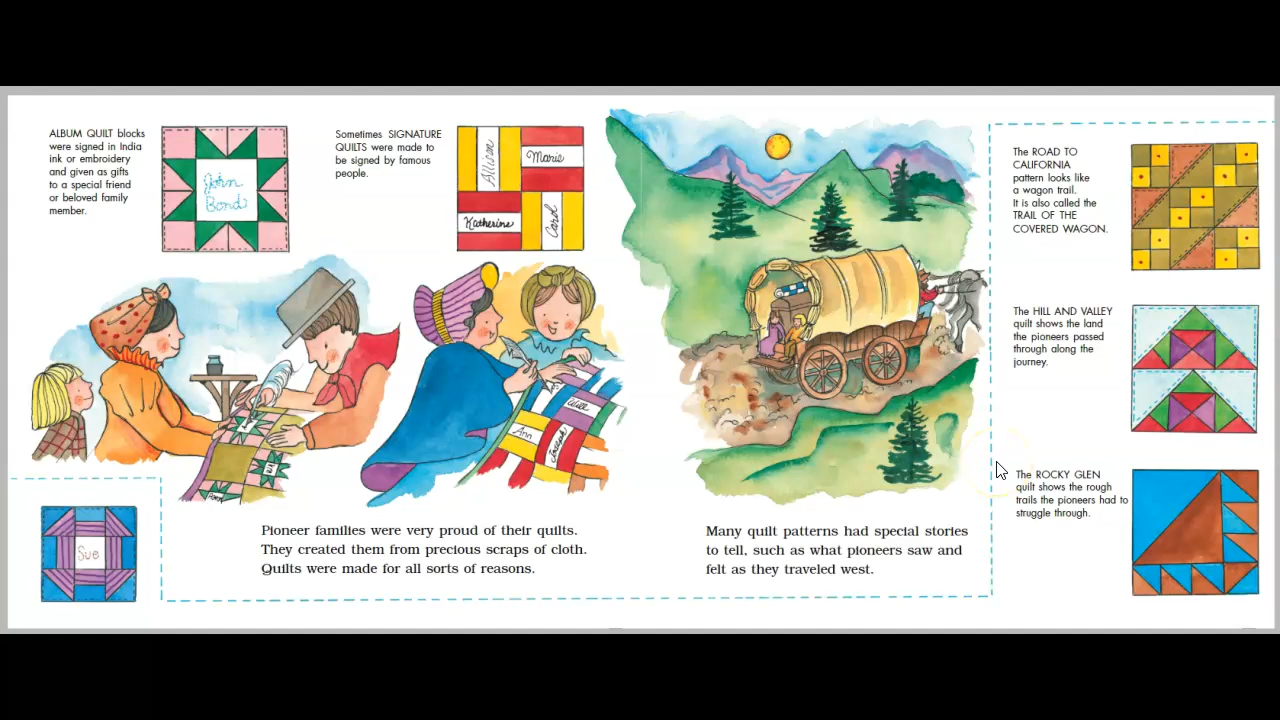 ALBUM QUILT blocks
were signed in India
ink or embroidery
and given as gifts
to a special friend
or beloved family
member.
John
Bond
Sometimes SIGNATURE
QUILTS were made to
be signed by famous
people.
Allison
Marie
Katherine
Carol
Will
Ann
Joseph
Sue
Pioneer families were very proud of their quilts.
They created them from precious scraps of cloth.
Quilts were made for all sorts of reasons.
Many quilt patterns had special stories
to tell, such as what pioneers saw and
felt as they traveled west.
The ROAD TO
CALIFORNIA
pattern looks like
a wagon trail.
It is also called the
TRAIL OF THE
COVERED WAGON.
The HILL AND VALLEY
quilt shows the land
the pioneers passed
through along the
journey.
The ROCKY GLEN
quilt shows the rough
trails the pioneers had to
struggle through.